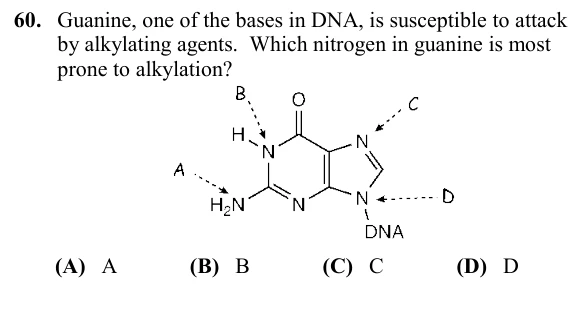 60. Guanine, one of the bases in DNA, is susceptible to attack
by alkylating agents. Which nitrogen in guanine is most
prone to alkylation?
B
O
C
H
N
N
A
H₂N
N
N
D
DNA
(A) A (B) B (C) C (D) D